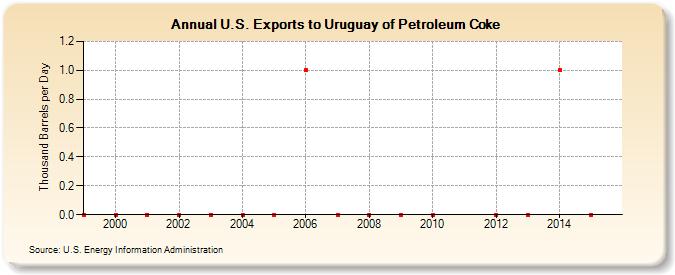 Annual U.S. Exports to Uruguay of Petroleum Coke
Thousand Barrels per Day
1.2
1.0
0.8
0.6
0.4
0.2
0.0
2000 2002 2004 2006 2008 2010 2012 2014
Source: U.S. Energy Information Administration